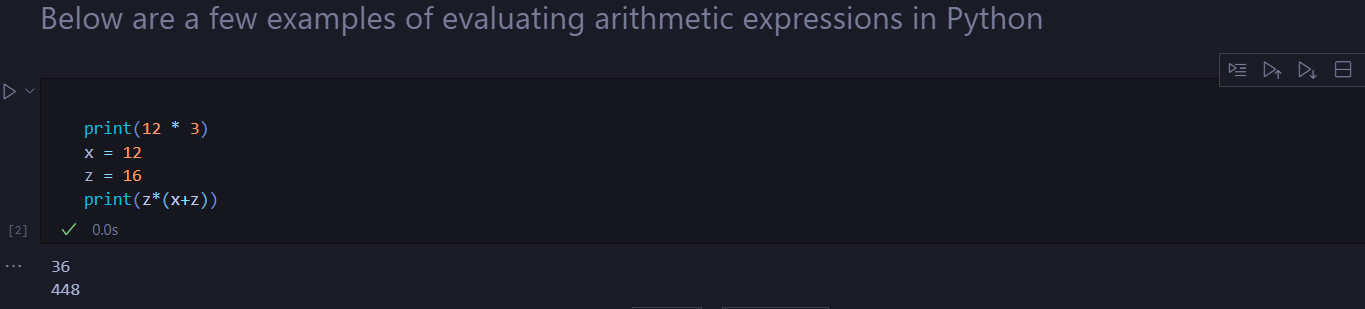 Below are a few examples of evaluating arithmetic expressions in Python
print(12 * 3)
x = 12
z = 16
print(z*(x+z))
[2]
0.0s
36
448